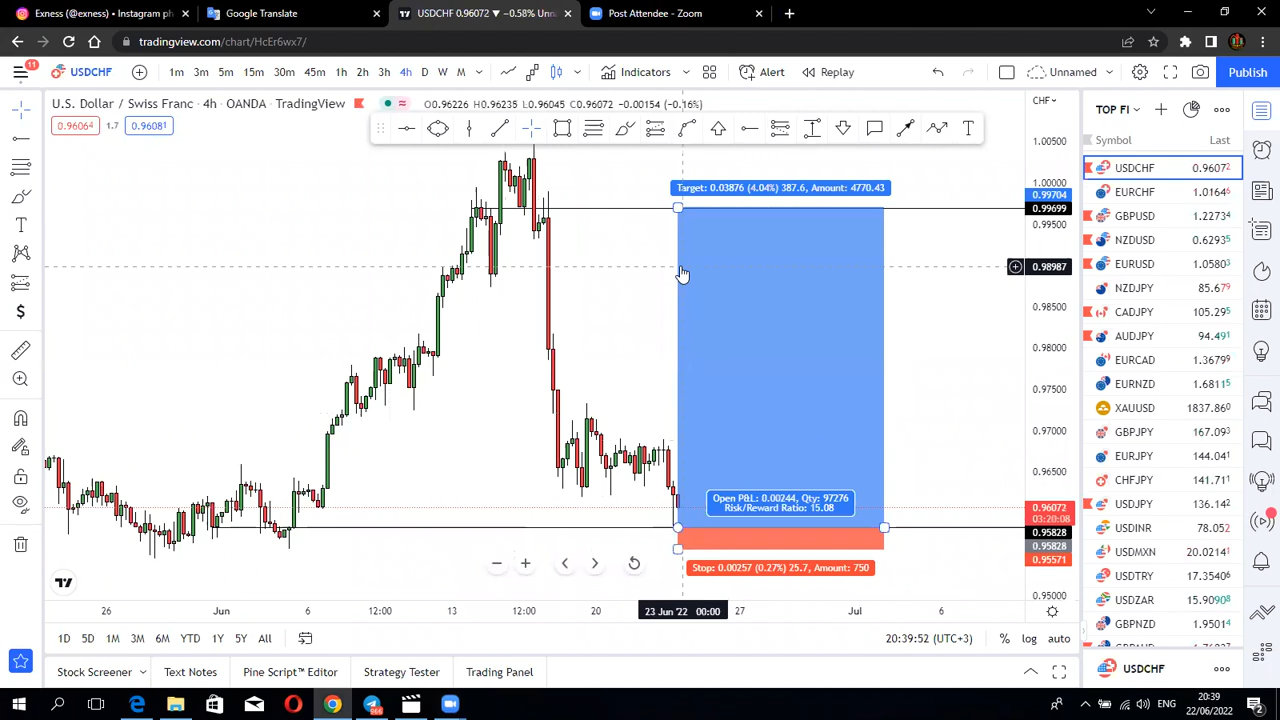 Exness (@exness) • Instagram ph
Google Translate
USDCHF 0.96072 ▼ −0.58% Unna
Post Attendee - Zoom
tradingview.com/chart/HcEr6wx7/
11
USDCHF
1m 3m 5m 15m 30m 45m 1h 2h 3h 4h D W M
Indicators
Alert
Replay
Unnamed
Publish
U.S. Dollar / Swiss Franc • 4h • OANDA • TradingView
O0.96226 H0.96235 L0.96045 C0.96072 −0.00154 (−0.16%)
CHF
0.96064
1.7
0.96081
TOP FI
Symbol
Last
Target: 0.03876 (4.04%) 387.6, Amount: 4770.43
Open P&L: 0.00244, Qty: 97276
Risk/Reward Ratio: 15.08
Stop: 0.00257 (0.27%) 25.7, Amount: 750
1.00500
1.00000
0.99704
0.99699
0.99500
0.98987
0.98500
0.98000
0.97500
0.97000
0.96500
0.96072
03:20:08
0.95828
0.95828
0.95571
0.95000
USDCHF 0.96072
EURCHF 1.01646
GBPUSD 1.22734
NZDUSD 0.62935
EURUSD 1.05803
NZDJPY 85.679
CADJPY 105.295
AUDJPY 94.491
EURCAD 1.36799
EURNZD 1.68115
XAUUSD 1837.860
GBPJPY 167.093
EURJPY 144.041
CHFJPY 141.711
USDJPY 136.142
USDINR 78.052
USDMXN 20.0214
USDTRY 17.35406
USDZAR 15.90908
GBPNZD 1.95014
26
Jun
6
12:00
13
12:00
20
23 Jun '22 00:00
27
Jul
6
1D 5D 1M 3M 6M YTD 1Y 5Y All
20:39:52 (UTC+3)
% log auto
Stock Screener
Text Notes
Pine Script™ Editor
Strategy Tester
Trading Panel
USDCHF
ENG
20:39
22/06/2022
2